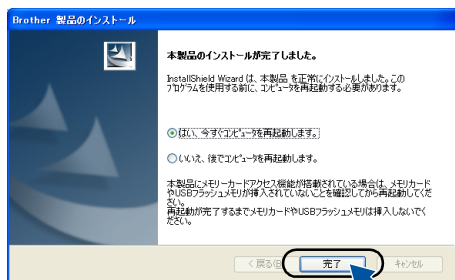 Brother 製品のインストール
本製品のインストールが完了しました。
InstallShield Wizard は、本製品 を正常にインストールしました。この
プログラムを使用する前に、コンピュータを再起動する必要があります。
はい、今すぐコンピュータを再起動します。
いいえ、後でコンピュータを再起動します。
本製品にメモリーカードアクセス機能が搭載されている場合は、メモリカード
やUSBフラッシュメモリが挿入されていないことを確認してから再起動してくだ
さい。
再起動が完了するまでメモリカードやUSBフラッシュメモリは挿入しないでく
ださい。
< 戻る(B) 完了 キャンセル